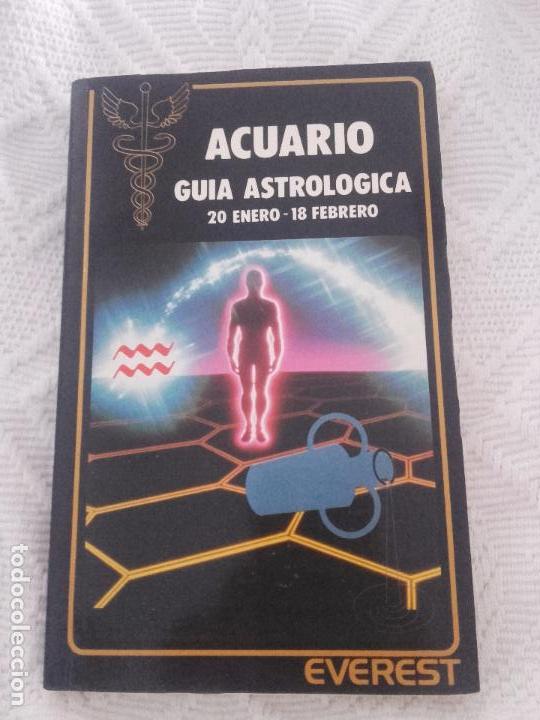 ACUARIO
GUIA ASTROLOGICA
20 ENERO - 18 FEBRERO
EVEREST
todocoleccion